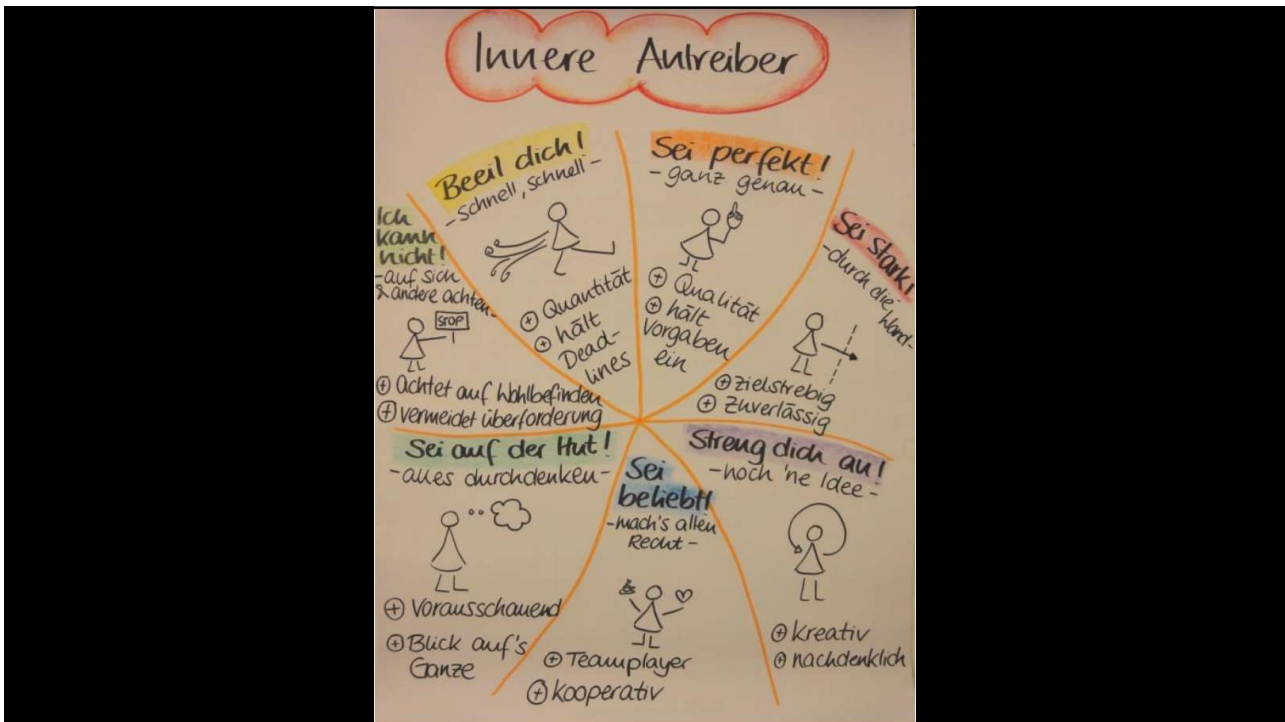 Innere Antreiber
Beeil dich!
- schnell, schnell -
⊕ Quantität
⊕ hält
Dead-
lines
Sei perfekt!
- ganz genau -
⊕ Qualität
⊕ hält
Vorgaben
ein
Sei stark!
- durch die
Wand -
⊕ zielstrebig
⊕ Zuverlässig
Streng dich an!
- noch 'ne Idee -
⊕ kreativ
⊕ nachdenklich
Sei
beliebt!
- mach's allen
Recht -
⊕ Teamplayer
⊕ kooperativ
Sei auf der Hut!
- alles durchdenken -
⊕ Vorausschauend
⊕ Blick auf's
Ganze
Ich
kann
nicht!
- auf sich
& andere achten -
STOP
⊕ achtet auf Wohlbefinden
⊕ vermeidet überforderung